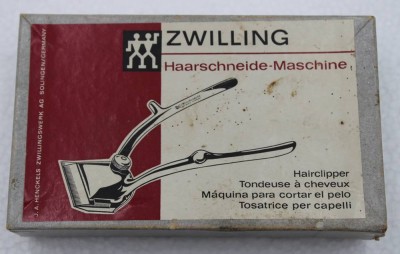 ZWILLING
Haarschneide-Maschine
J. A. HENCKELS ZWILLINGSWERK AG SOLINGEN/GERMANY
Hairclipper
Tondeuse à cheveux
Máquina para cortar el pelo
Tosatrice per capelli